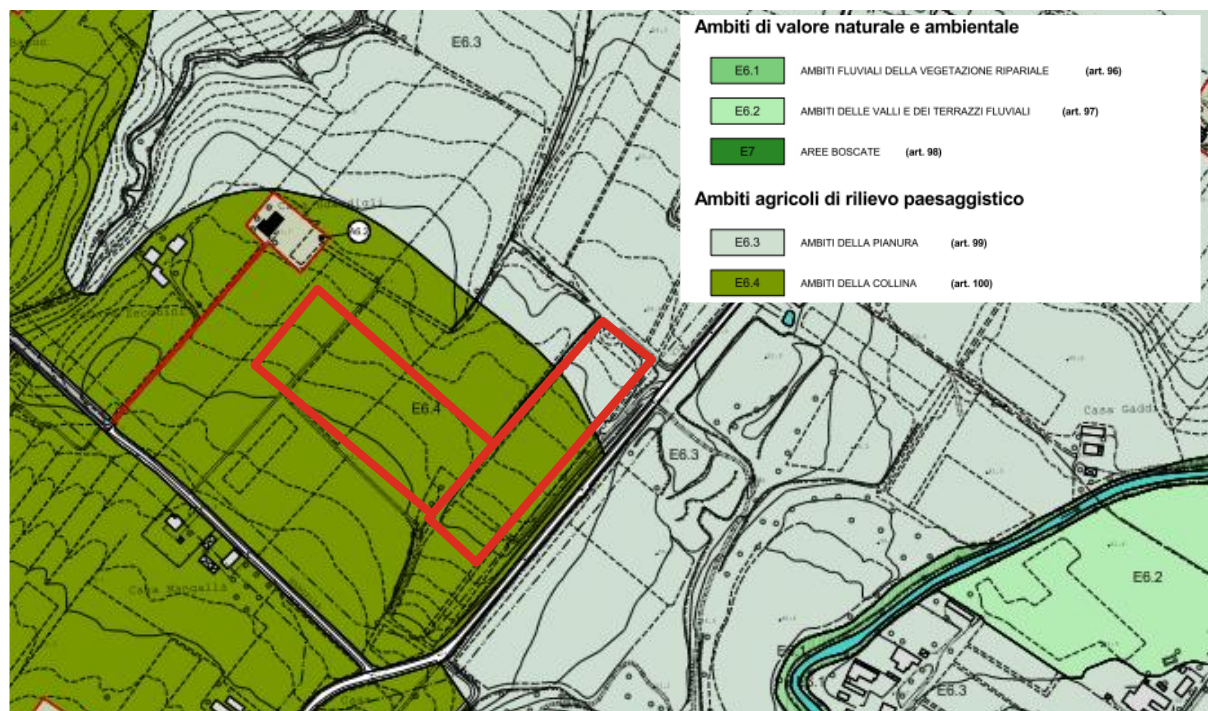 Ambiti di valore naturale e ambientale
E6.1 AMBITI FLUVIALI DELLA VEGETAZIONE RIPARIALE (art. 96)
E6.2 AMBITI DELLE VALLI E DEI TERRAZZI FLUVIALI (art. 97)
E7 AREE BOSCATE (art. 98)
Ambiti agricoli di rilievo paesaggistico
E6.3 AMBITI DELLA PIANURA (art. 99)
E6.4 AMBITI DELLA COLLINA (art. 100)
E6.3
E6.4
E6.3
Casa Gaddi
E6.2
Casa
E6.3